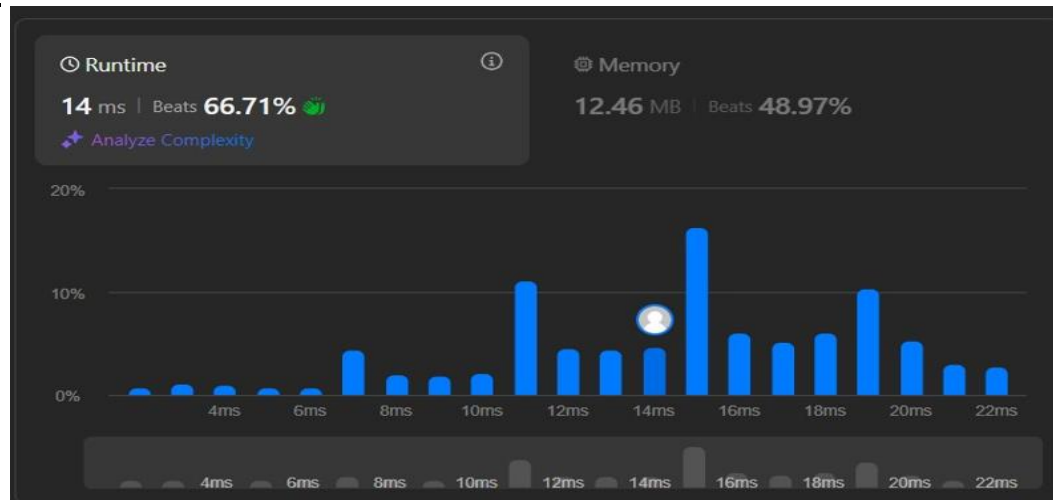 Runtime
14 ms | Beats 66.71%
Analyze Complexity
Memory
12.46 MB | Beats 48.97%
20%
10%
0%
4ms 6ms 8ms 10ms 12ms 14ms 16ms 18ms 20ms 22ms
4ms 6ms 8ms 10ms 12ms 14ms 16ms 18ms 20ms 22ms